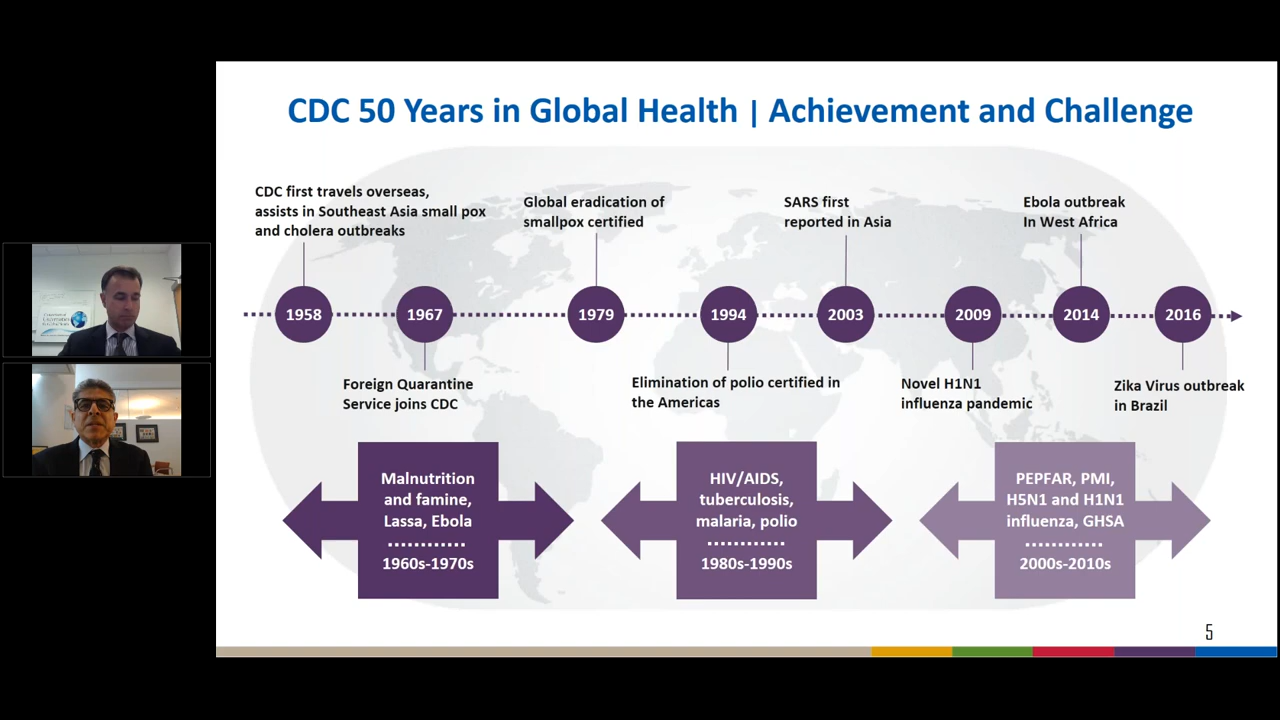 CDC 50 Years in Global Health | Achievement and Challenge
CDC first travels overseas,
assists in Southeast Asia small pox
and cholera outbreaks
Global eradication of
smallpox certified
SARS first
reported in Asia
Ebola outbreak
In West Africa
1958
1967
1979
1994
2003
2009
2014
2016
Foreign Quarantine
Service joins CDC
Elimination of polio certified in
the Americas
Novel H1N1
influenza pandemic
Zika Virus outbreak
in Brazil
Malnutrition
and famine,
Lassa, Ebola
1960s-1970s
HIV/AIDS,
tuberculosis,
malaria, polio
1980s-1990s
PEPFAR, PMI,
H5N1 and H1N1
influenza, GHSA
2000s-2010s
5